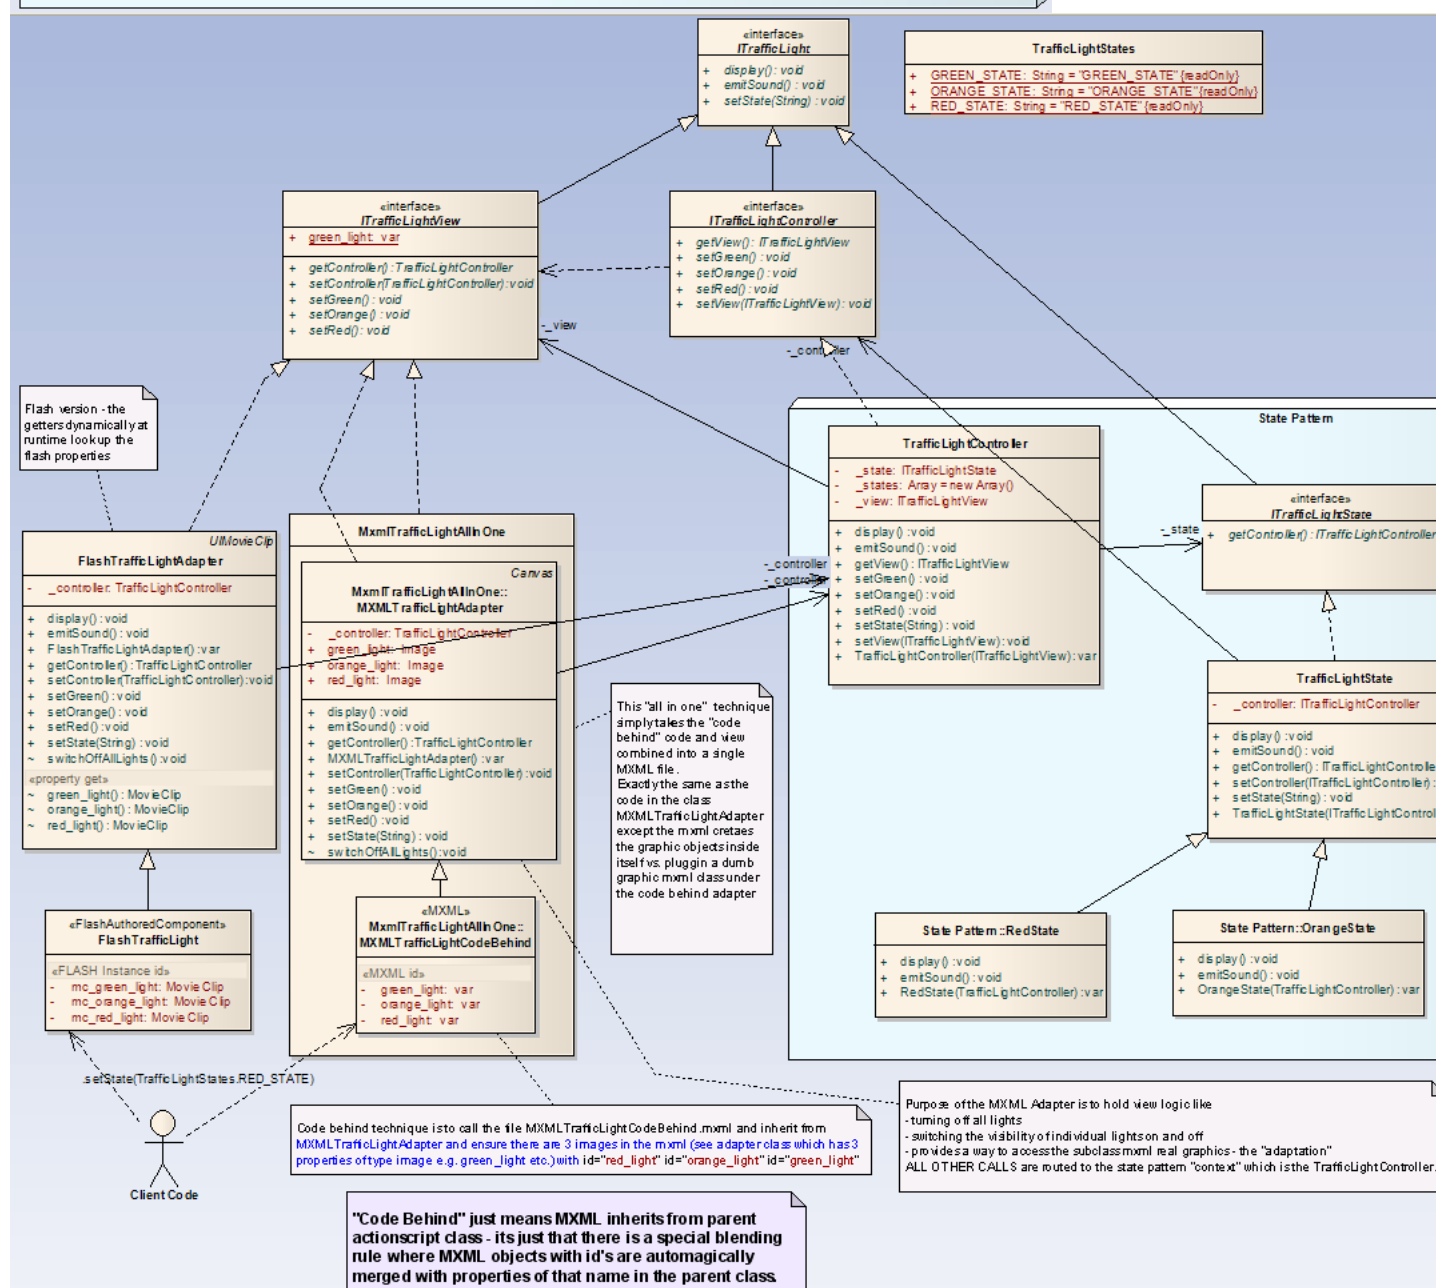 «interface»
ITrafficLight
+ display() : void
+ emitSound() : void
+ setState(String) : void
TrafficLightStates
+ GREEN_STATE: String = "GREEN_STATE" {readOnly}
+ ORANGE_STATE: String = "ORANGE_STATE" {readOnly}
+ RED_STATE: String = "RED_STATE" {readOnly}
«interface»
ITrafficLightView
+ green_light: var
+ getController() : TrafficLightController
+ setController(TrafficLightController) : void
+ setGreen() : void
+ setOrange() : void
+ setRed() : void
«interface»
ITrafficLightController
+ getView() : ITrafficLightView
+ setGreen() : void
+ setOrange() : void
+ setRed() : void
+ setView(ITrafficLightView) : void
-_view
-_controller
Flash version - the
getters dynamically at
runtime lookup the
flash properties
State Pattern
TrafficLightController
- _state: ITrafficLightState
- _states: Array = new Array()
- _view: ITrafficLightView
+ display() : void
+ emitSound() : void
+ getView() : ITrafficLightView
+ setGreen() : void
+ setOrange() : void
+ setRed() : void
+ setState(String) : void
+ setView(ITrafficLightView) : void
+ TrafficLightController(ITrafficLightView) : var
-_state
«interface»
ITrafficLightState
+ getController() : ITrafficLightController
-_controller
-_controller
UIMovieClip
FlashTrafficLightAdapter
- _controller: TrafficLightController
+ display() : void
+ emitSound() : void
+ FlashTrafficLightAdapter() : var
+ getController() : TrafficLightController
+ setController(TrafficLightController) : void
+ setGreen() : void
+ setOrange() : void
+ setRed() : void
+ setState(String) : void
~ switchOffAllLights() : void
«property get»
~ green_light() : MovieClip
~ orange_light() : MovieClip
~ red_light() : MovieClip
MxmlTrafficLightAllInOne
Canvas
MxmlTrafficLightAllInOne::
MXMLTrafficLightAdapter
- _controller: TrafficLightController
+ green_light: Image
+ orange_light: Image
+ red_light: Image
+ display() : void
+ emitSound() : void
+ getController() : TrafficLightController
+ MXMLTrafficLightAdapter() : var
+ setController(TrafficLightController) : void
+ setGreen() : void
+ setOrange() : void
+ setRed() : void
+ setState(String) : void
~ switchOffAllLights() : void
This "all in one" technique
simply takes the "code
behind" code and view
combined into a single
MXML file.
Exactly the same as the
code in the class
MXMLTrafficLightAdapter
except the mxml cretaes
the graphic objects inside
itself vs. pluggin a dumb
graphic mxml class under
the code behind adapter
TrafficLightState
- _controller: ITrafficLightController
+ display() : void
+ emitSound() : void
+ getController() : ITrafficLightControlle
+ setController(ITrafficLightController) :
+ setState(String) : void
+ TrafficLightState(ITrafficLightControl
«FlashAuthoredComponent»
FlashTrafficLight
«FLASH Instance id»
- mc_green_light: MovieClip
- mc_orange_light: MovieClip
- mc_red_light: MovieClip
«MXML»
MxmlTrafficLightAllInOne::
MXMLTrafficLightCodeBehind
«MXML id»
- green_light: var
- orange_light: var
- red_light: var
State Pattern::RedState
+ display() : void
+ emitSound() : void
+ RedState(TrafficLightController) : var
State Pattern::OrangeState
+ display() : void
+ emitSound() : void
+ OrangeState(TrafficLightController) : var
.setState(TrafficLightStates.RED_STATE)
Client Code
Code behind technique is to call the file MXMLTrafficLightCodeBehind.mxml and inherit from
MXMLTrafficLightAdapter and ensure there are 3 images in the mxml (see adapter class which has 3
properties of type image e.g. green_light etc.) with id="red_light" id="orange_light" id="green_light"
Purpose of the MXML Adapter is to hold view logic like
- turning off all lights
- switching the visibility of individual lights on and off
- provides a way to access the subclass mxml real graphics - the "adaptation"
ALL OTHER CALLS are routed to the state pattern "context" which is the TrafficLightController.
"Code Behind" just means MXML inherits from parent
actionscript class - its just that there is a special blending
rule where MXML objects with id's are automagically
merged with properties of that name in the parent class.